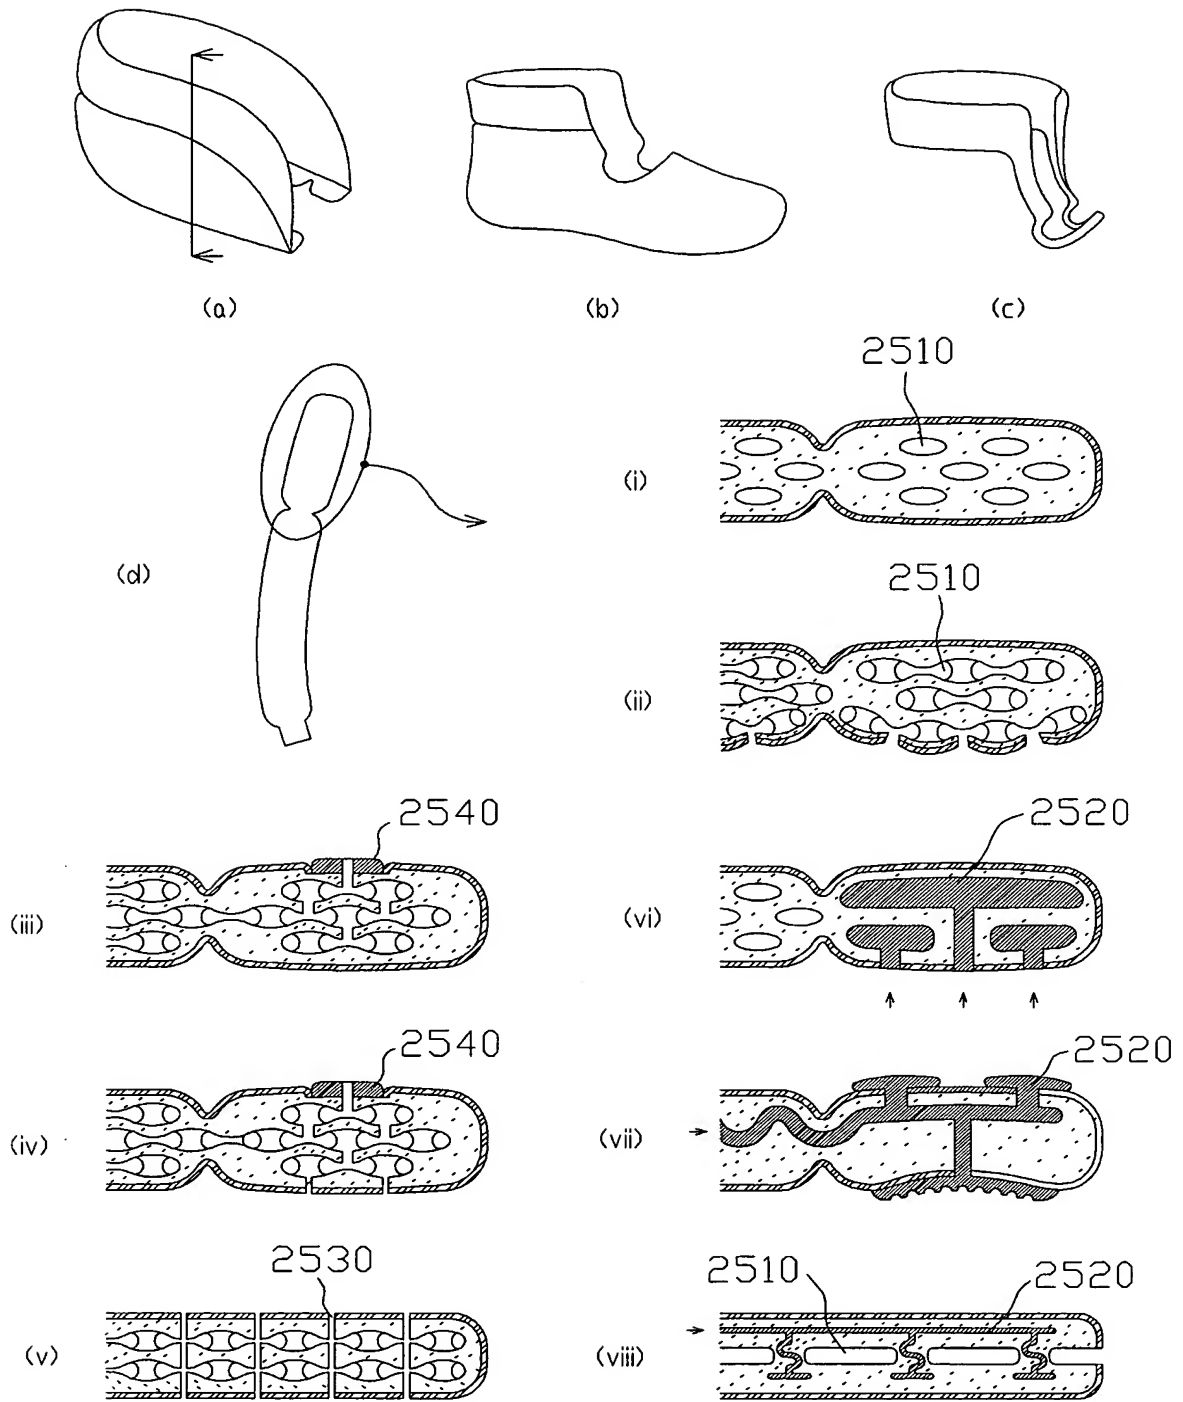 (a) (b) (c)
2510
(i)
2510
(d)
(ii)
2540 2520
(iii) (vi)
2540 2520
(iv) (vii)
2530 2510 2520
(v) (viii)